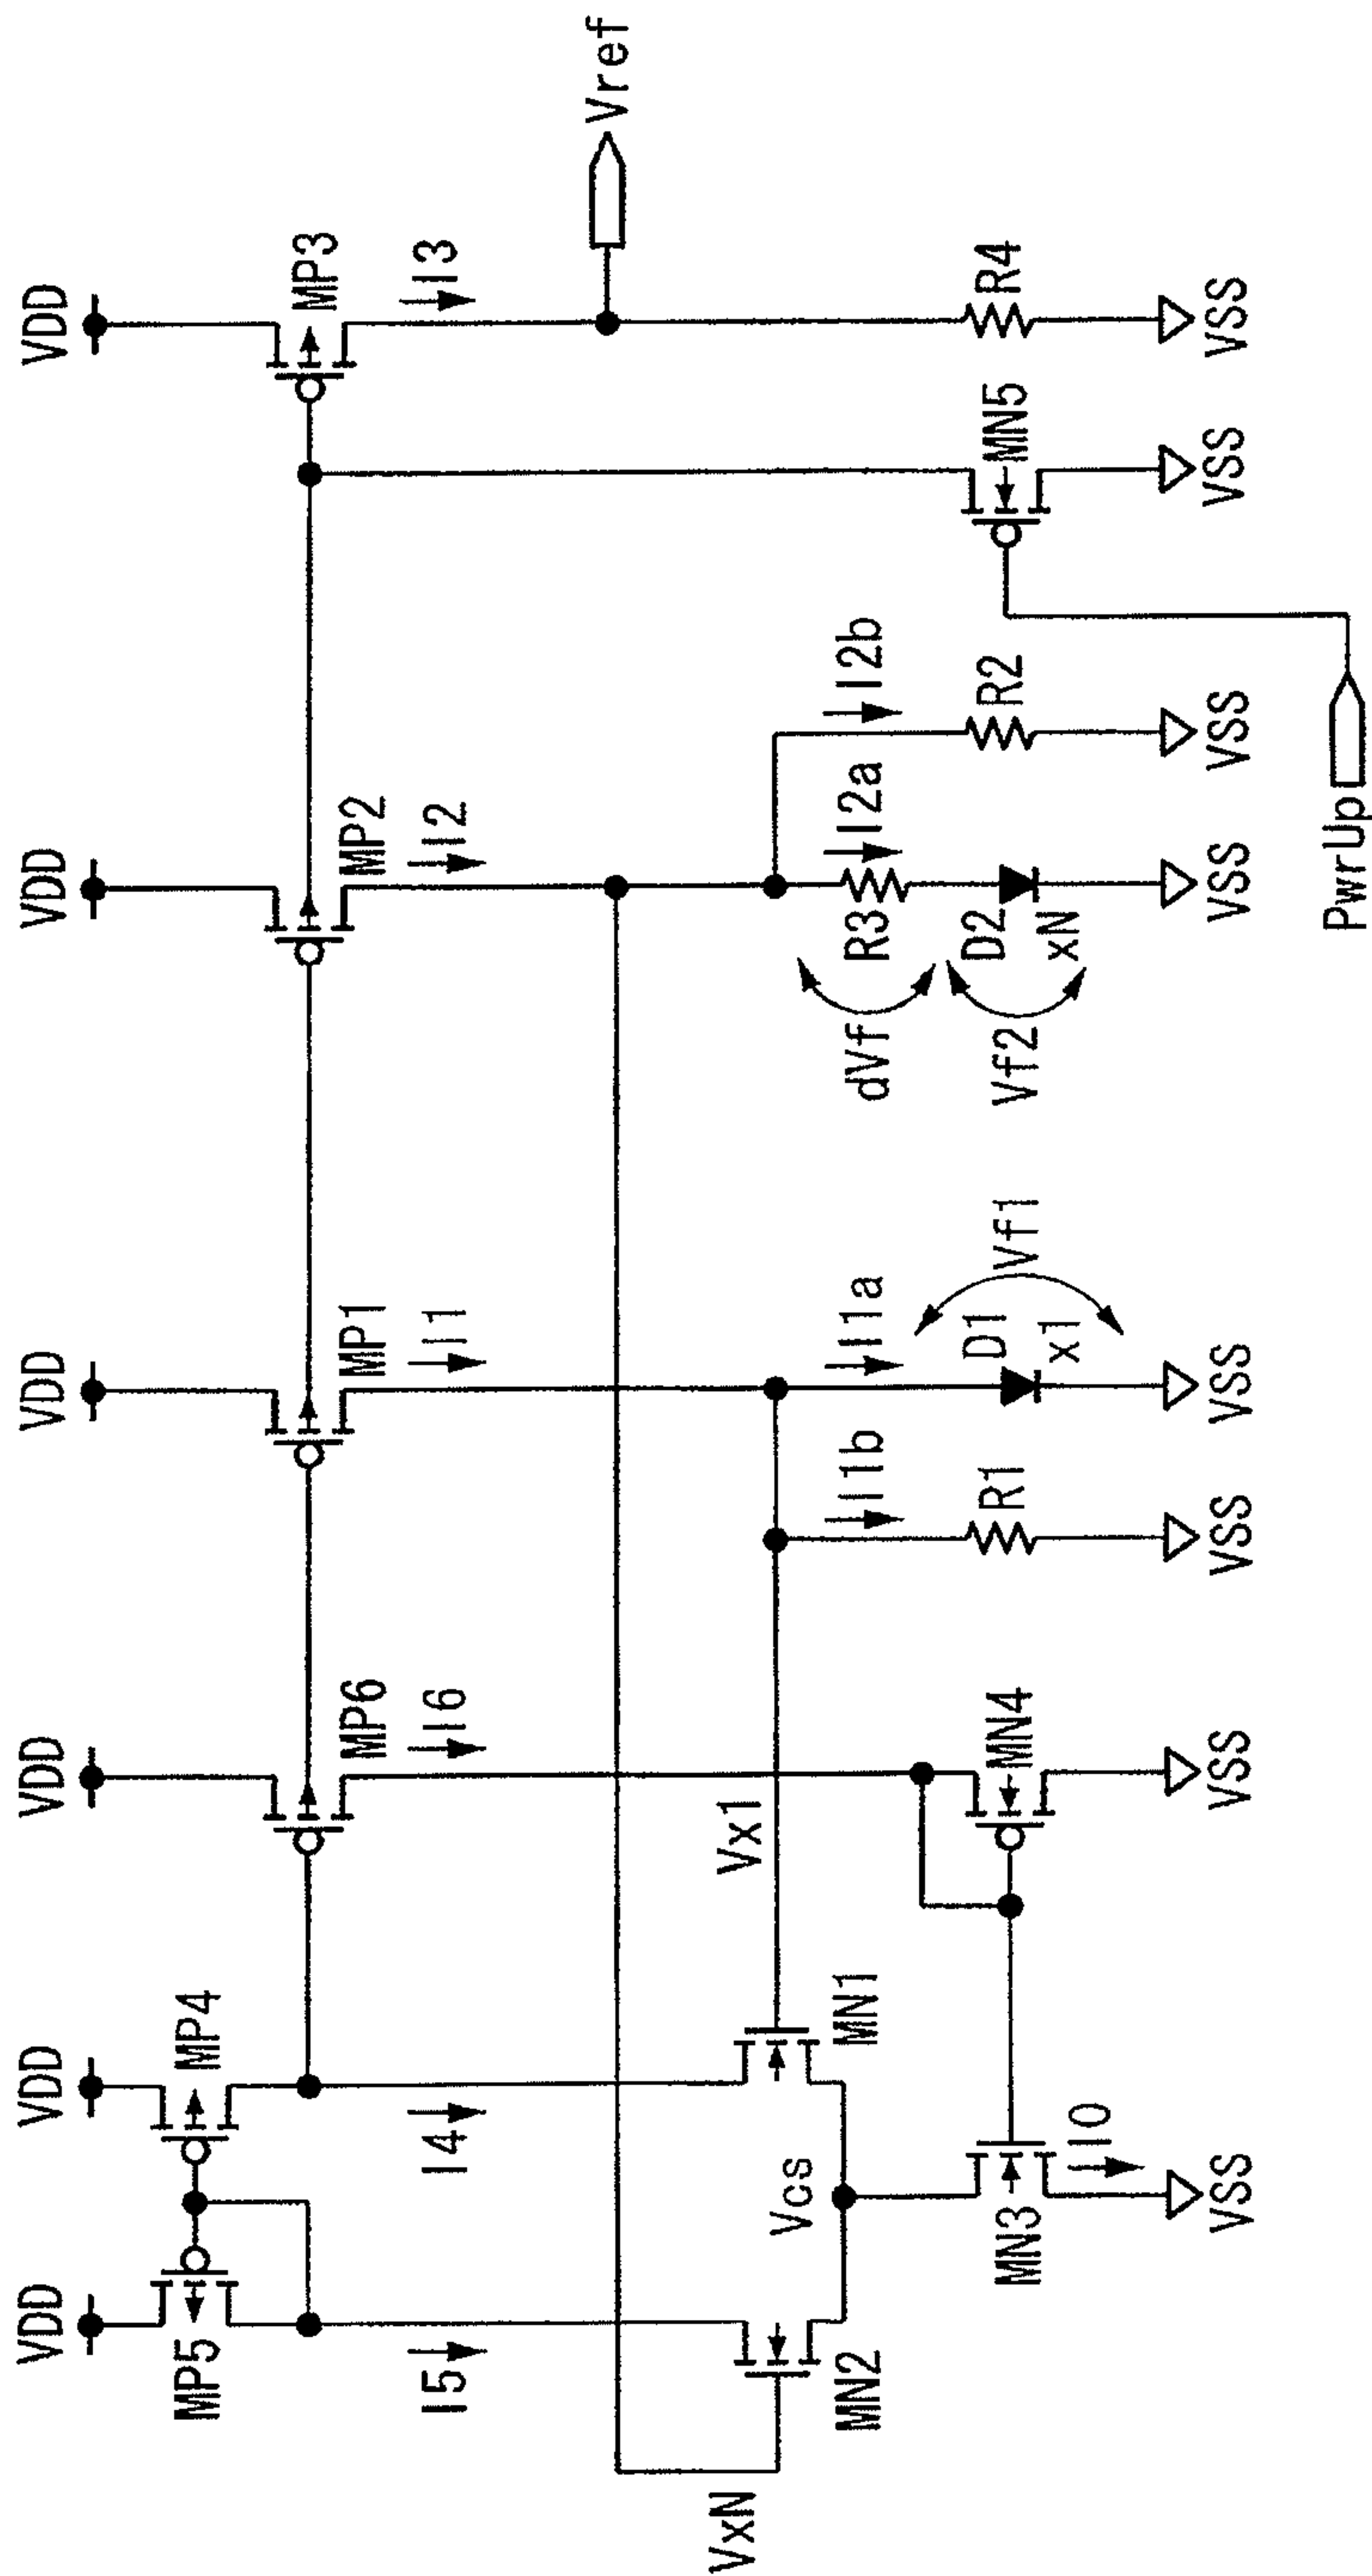 VDD
VDD
VDD
VDD
VDD
VDD
MP5
MP4
MP6
MP1
MP2
MP3
I5
I4
I6
I1
I2
I3
Vref
VxN
Vx1
MN2
MN1
Vcs
I1b
I1a
I2a
I2b
dVf
R3
MN3
I0
MN4
R1
D1
x1
Vf1
Vf2
D2
xN
R2
MN5
R4
VSS
VSS
VSS
VSS
VSS
VSS
VSS
VSS
PwrUp